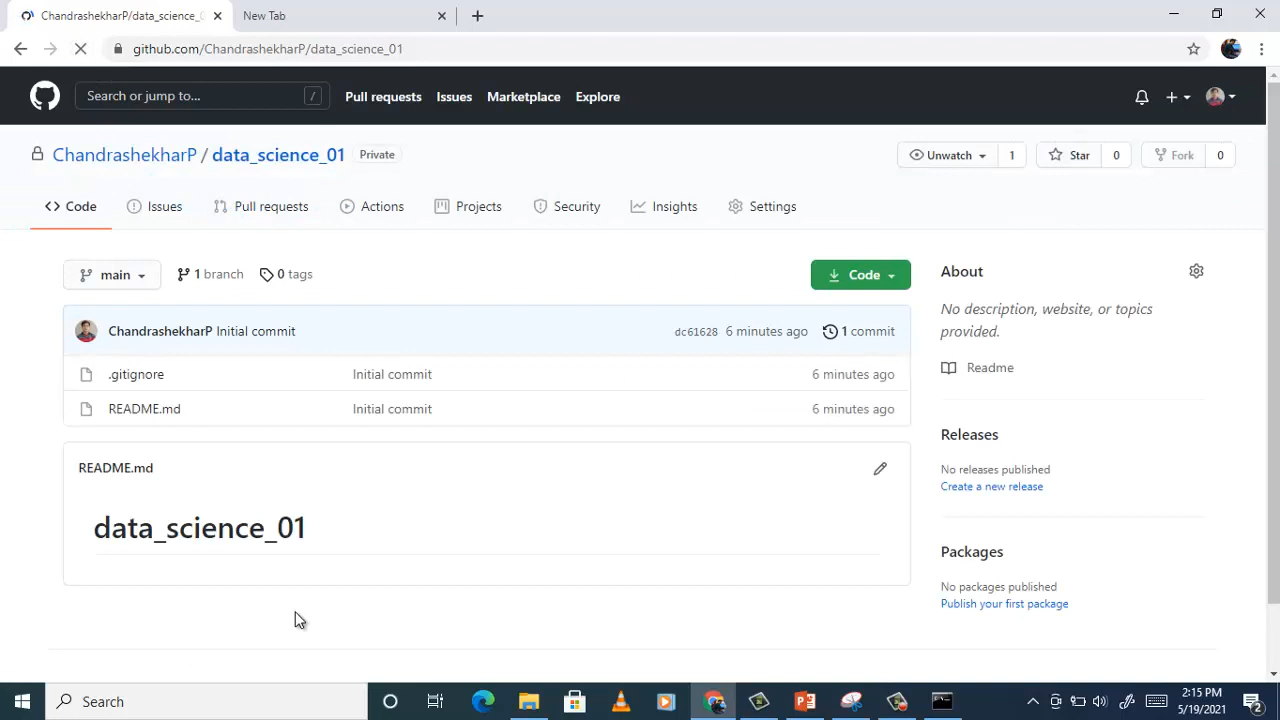 ChandrashekharP/data_science_0
New Tab
github.com/ChandrashekharP/data_science_01
Search or jump to... /
Pull requests Issues Marketplace Explore
ChandrashekharP / data_science_01 Private
Unwatch 1
Star 0
Fork 0
<> Code Issues Pull requests Actions Projects Security Insights Settings
main 1 branch 0 tags
Code
About
No description, website, or topics
provided.
Readme
ChandrashekharP Initial commit dc61628 6 minutes ago 1 commit
.gitignore Initial commit 6 minutes ago
README.md Initial commit 6 minutes ago
Releases
No releases published
Create a new release
README.md
data_science_01
Packages
No packages published
Publish your first package
Search
2:15 PM
5/19/2021
2